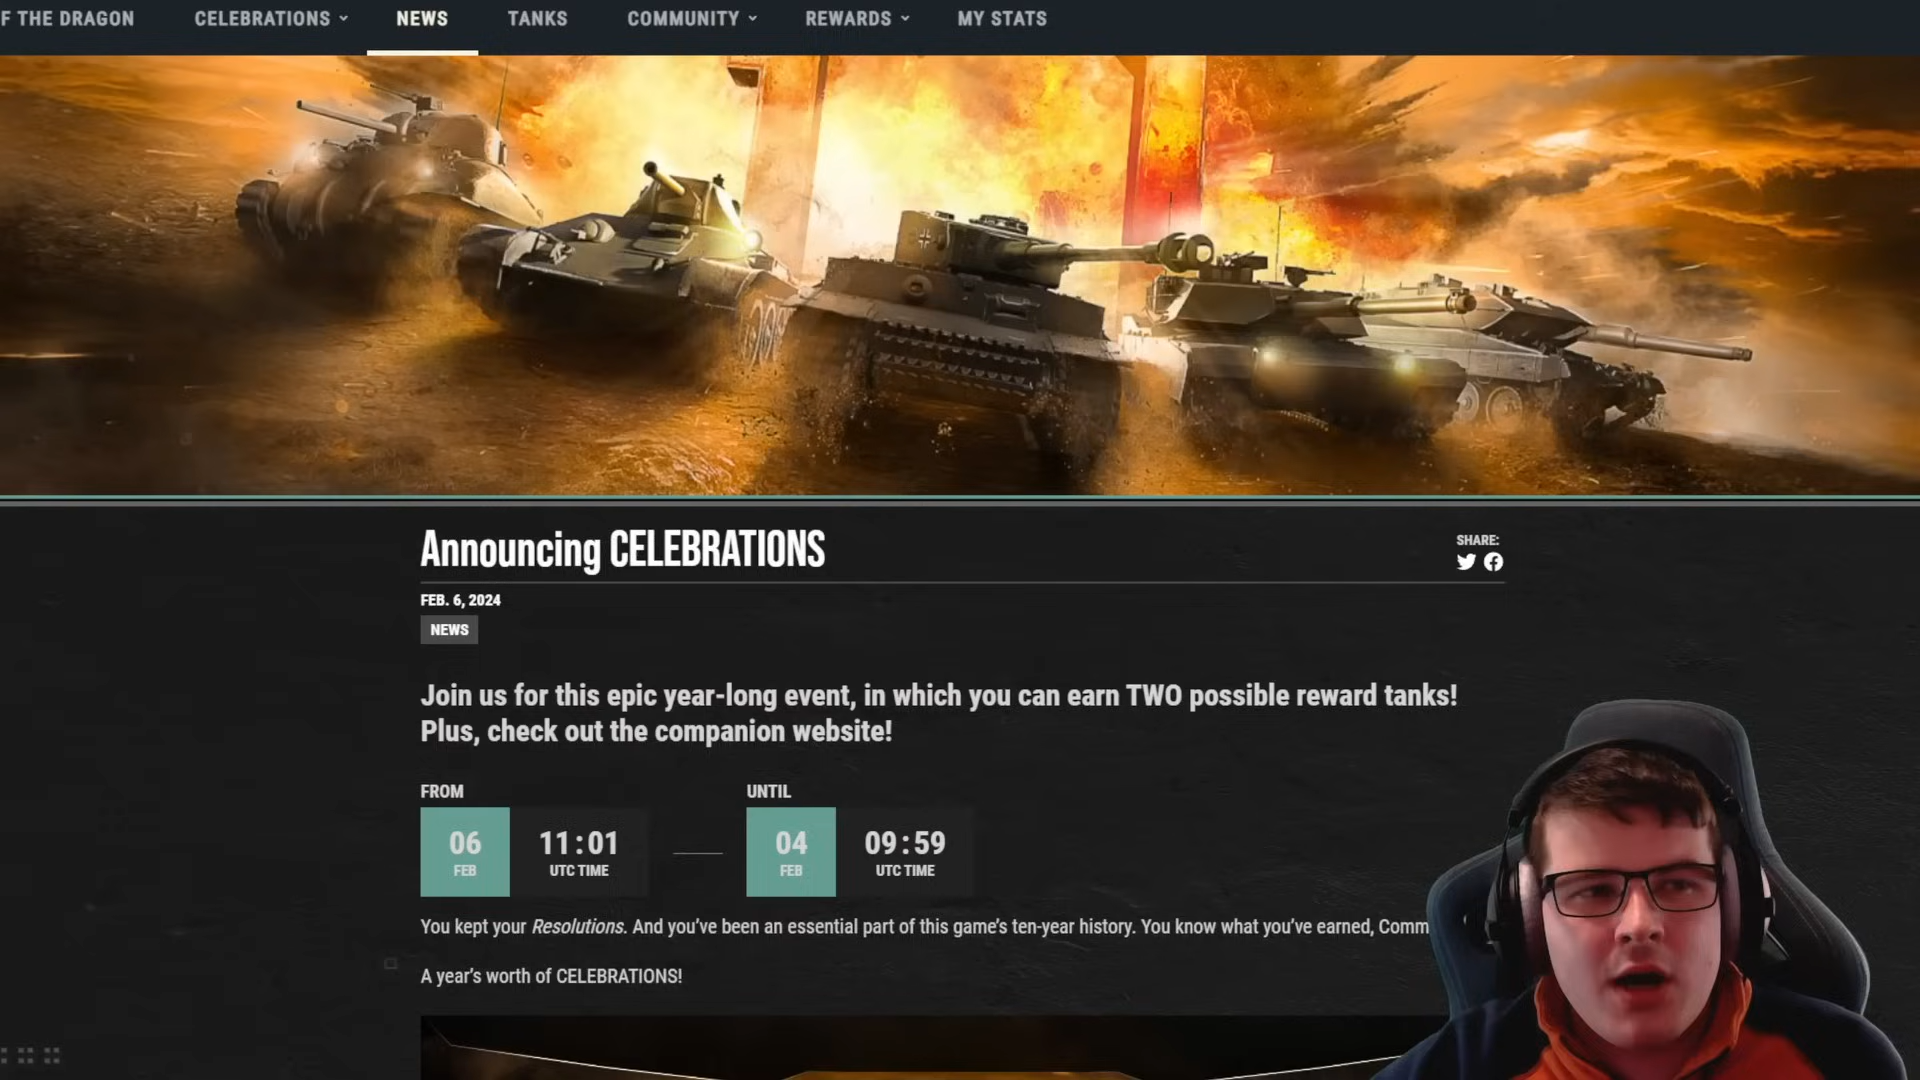 F THE DRAGON CELEBRATIONS NEWS TANKS COMMUNITY REWARDS MY STATS
Announcing CELEBRATIONS
SHARE:
FEB. 6, 2024
NEWS
Join us for this epic year-long event, in which you can earn TWO possible reward tanks!
Plus, check out the companion website!
FROM
06
FEB
11:01
UTC TIME
UNTIL
04
FEB
09:59
UTC TIME
You kept your Resolutions. And you've been an essential part of this game's ten-year history. You know what you've earned, Comm
A year's worth of CELEBRATIONS!